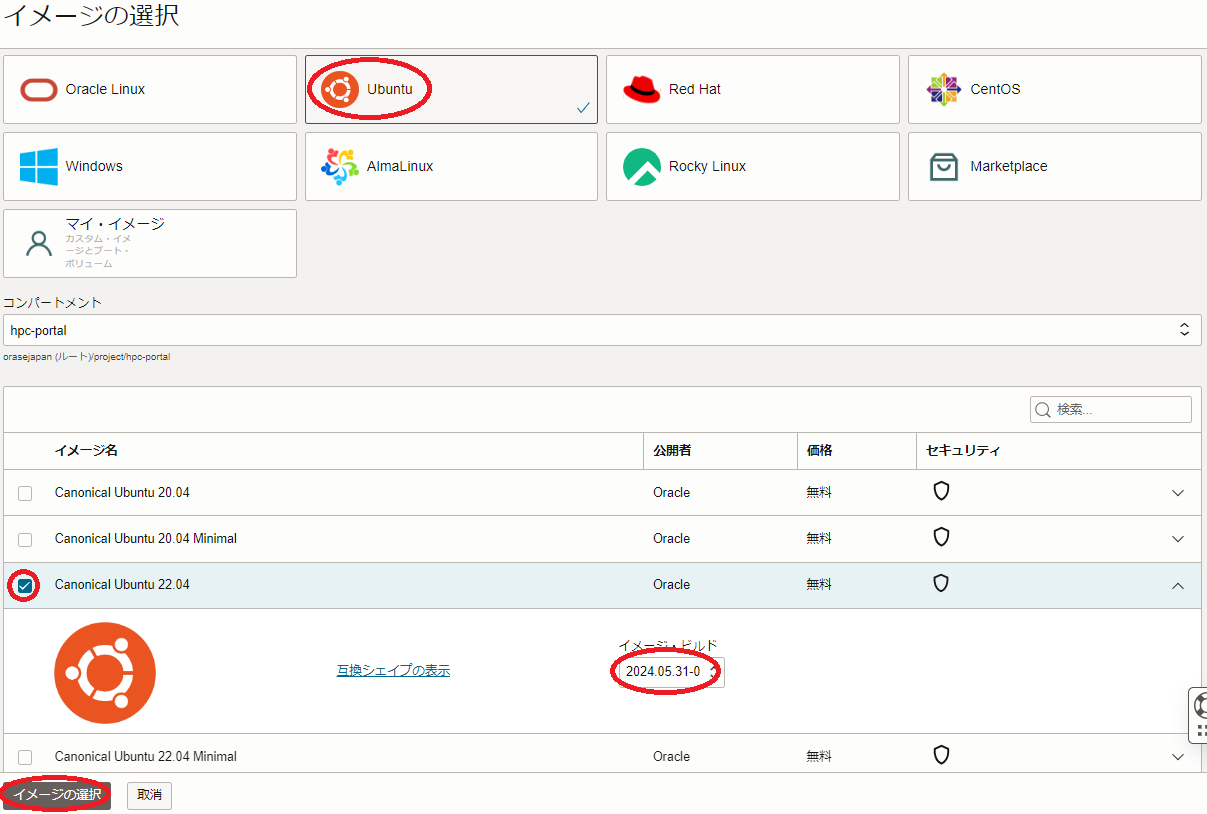 イメージの選択
Oracle Linux
Ubuntu
Red Hat
CentOS
Windows
AlmaLinux
Rocky Linux
Marketplace
マイ・イメージ
カスタム・イメ
ージとブート・
ボリューム
コンパートメント
hpc-portal
orasejapan (ルート)/project/hpc-portal
検索...
イメージ名 公開者 価格 セキュリティ
Canonical Ubuntu 20.04 Oracle 無料
Canonical Ubuntu 20.04 Minimal Oracle 無料
Canonical Ubuntu 22.04 Oracle 無料
イメージ・ビルド
互換シェイプの表示 2024.05.31-0
Canonical Ubuntu 22.04 Minimal Oracle 無料
イメージの選択 取消